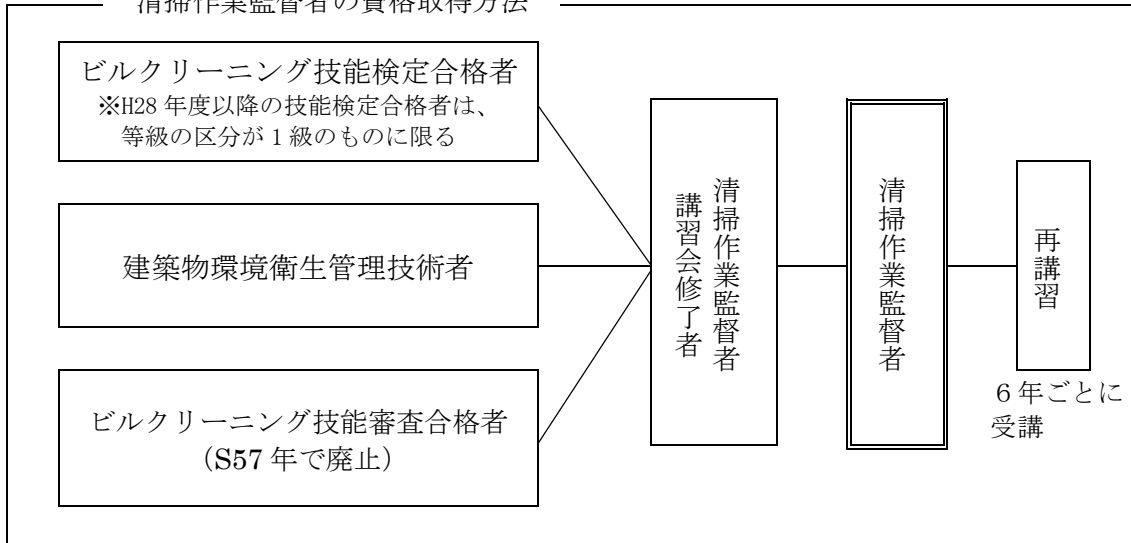 清掃作業監督者の資格取得方法
ビルクリーニング技能検定合格者
※H28 年度以降の技能検定合格者は、
等級の区分が１級のものに限る
建築物環境衛生管理技術者
ビルクリーニング技能審査合格者
（S57 年で廃止）
清掃作業監督者
講習会修了者
清掃作業監督者
再講習
６年ごとに
受講